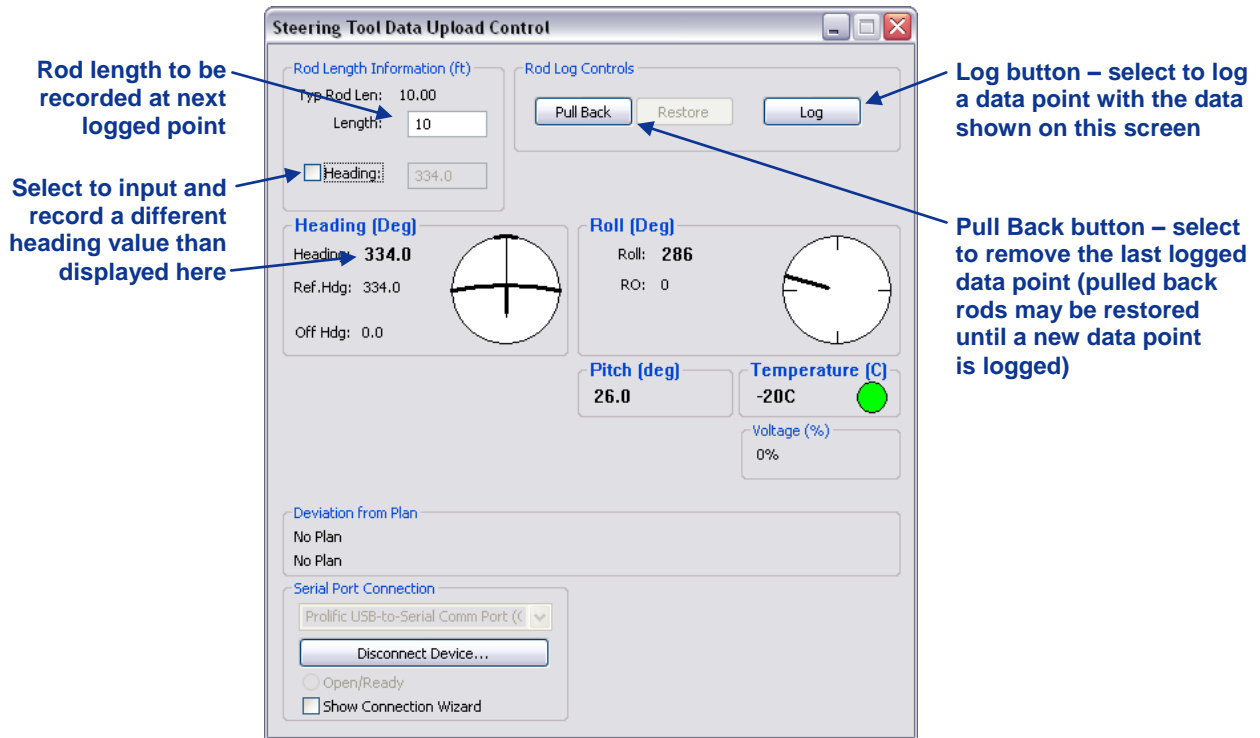 Steering Tool Data Upload Control
Rod length to be
recorded at next
logged point
Select to input and
record a different
heading value than
displayed here
Rod Length Information (ft)
Typ Rod Len: 10.00
Length: 10
Heading: 334.0
Rod Log Controls
Pull Back Restore Log
Log button – select to log
a data point with the data
shown on this screen
Pull Back button – select
to remove the last logged
data point (pulled back
rods may be restored
until a new data point
is logged)
Heading (Deg)
Heading: 334.0
Ref.Hdg: 334.0
Off Hdg: 0.0
Roll (Deg)
Roll: 286
RO: 0
Pitch (deg)
26.0
Temperature (C)
-20C
Voltage (%)
0%
Deviation from Plan
No Plan
No Plan
Serial Port Connection
Prolific USB-to-Serial Comm Port ((
Disconnect Device...
Open/Ready
Show Connection Wizard